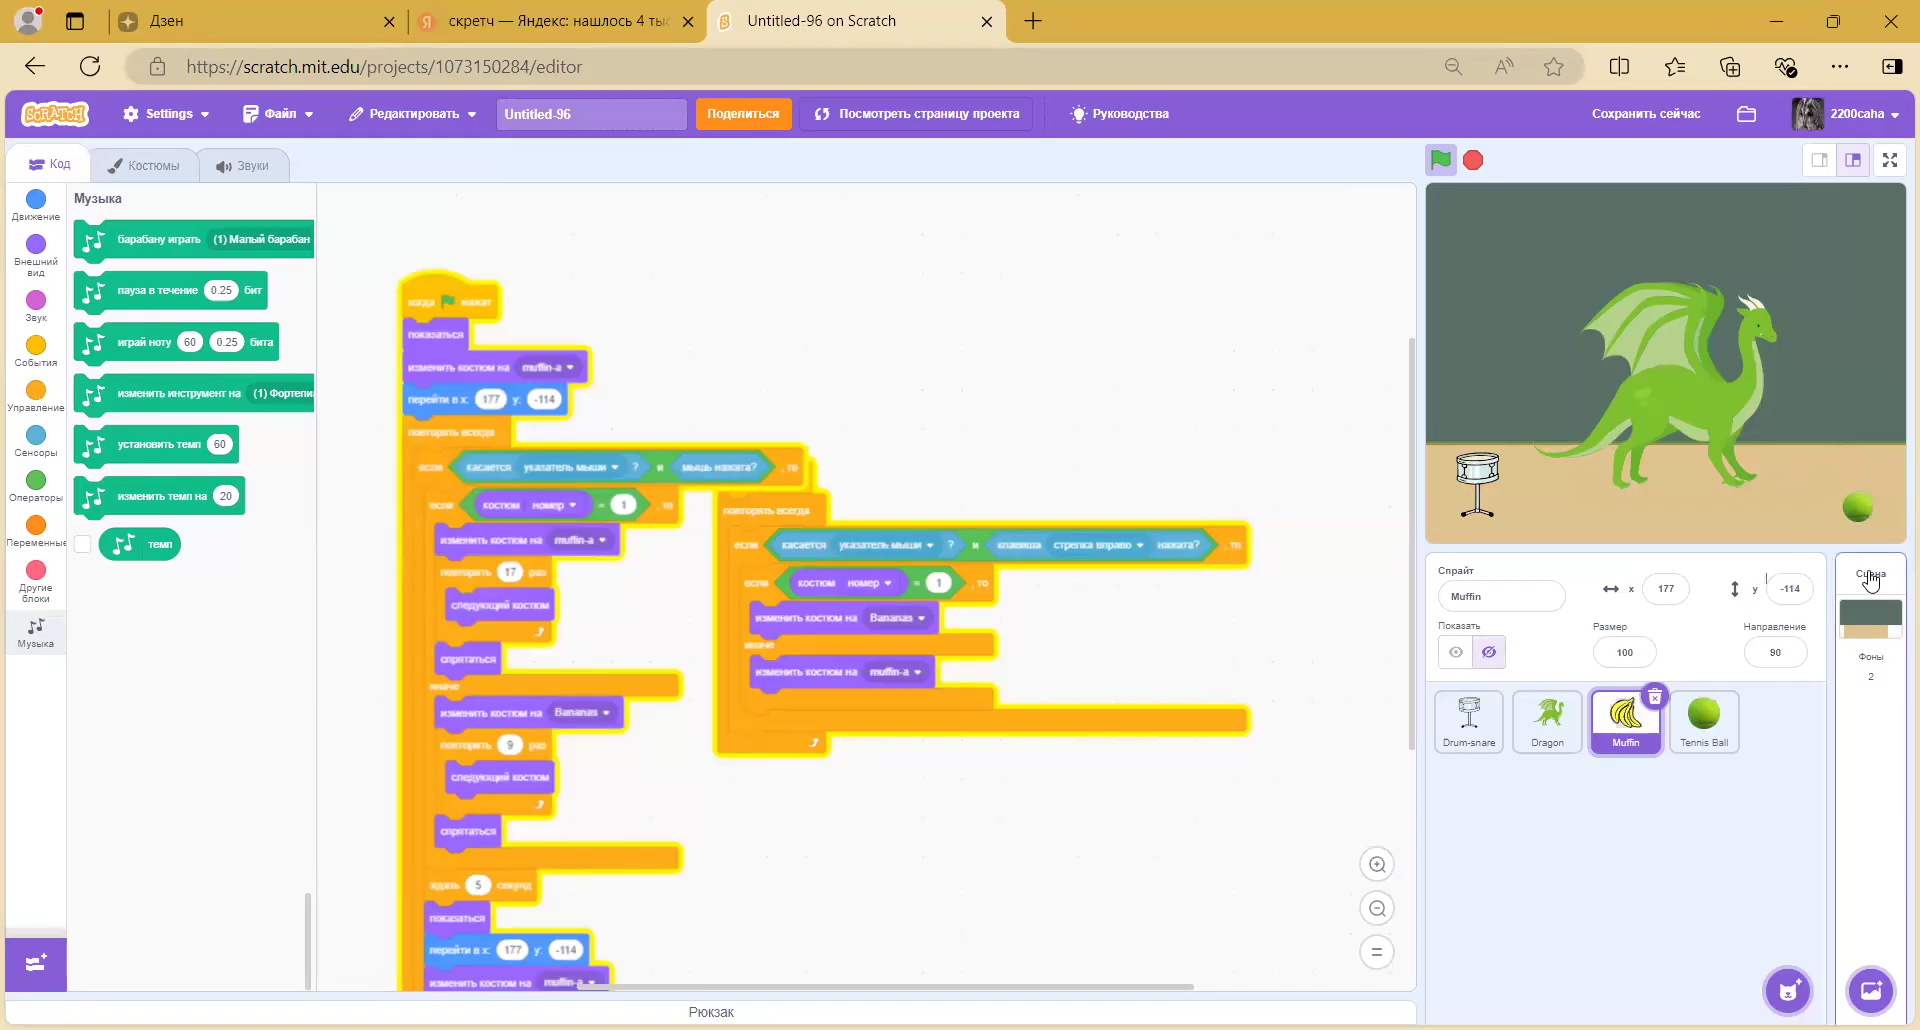 Дзен
скретч — Яндекс: нашлось 4 тыс
Untitled-96 on Scratch
https://scratch.mit.edu/projects/1073150284/editor
SCRATCH
Settings
Файл
Редактировать
Untitled-96
Поделиться
Посмотреть страницу проекта
Руководства
Сохранить сейчас
2200caha
Код
Костюмы
Звуки
Движение
Внешний вид
Звук
События
Управление
Сенсоры
Операторы
Переменные
Другие блоки
Музыка
Музыка
барабану играть (1) Малый барабан
пауза в течение 0.25 бит
играй ноту 60 0.25 бита
изменить инструмент на (1) Фортепи
установить темп 60
изменить темп на 20
темп
когда нажат
показаться
изменить костюм на muffin-a
перейти в x: 177 y: -114
повторять всегда
если касается указатель мыши ? и мышь нажата? , то
если костюм номер = 1 , то
изменить костюм на muffin-a
повторить 17 раз
следующий костюм
спрятаться
иначе
изменить костюм на Bananas
повторить 9 раз
следующий костюм
спрятаться
ждать 5 секунд
показаться
перейти в x: 177 y: -114
изменить костюм на muffin-a
повторять всегда
если касается указатель мыши ? и клавиша стрелка вправо нажата? , то
если костюм номер = 1 , то
изменить костюм на Bananas
иначе
изменить костюм на muffin-a
Спрайт
Muffin
x 177
y -114
Показать
Размер
100
Направление
90
Drum-snare
Dragon
Muffin
Tennis Ball
Сцена
Фоны
2
Рюкзак